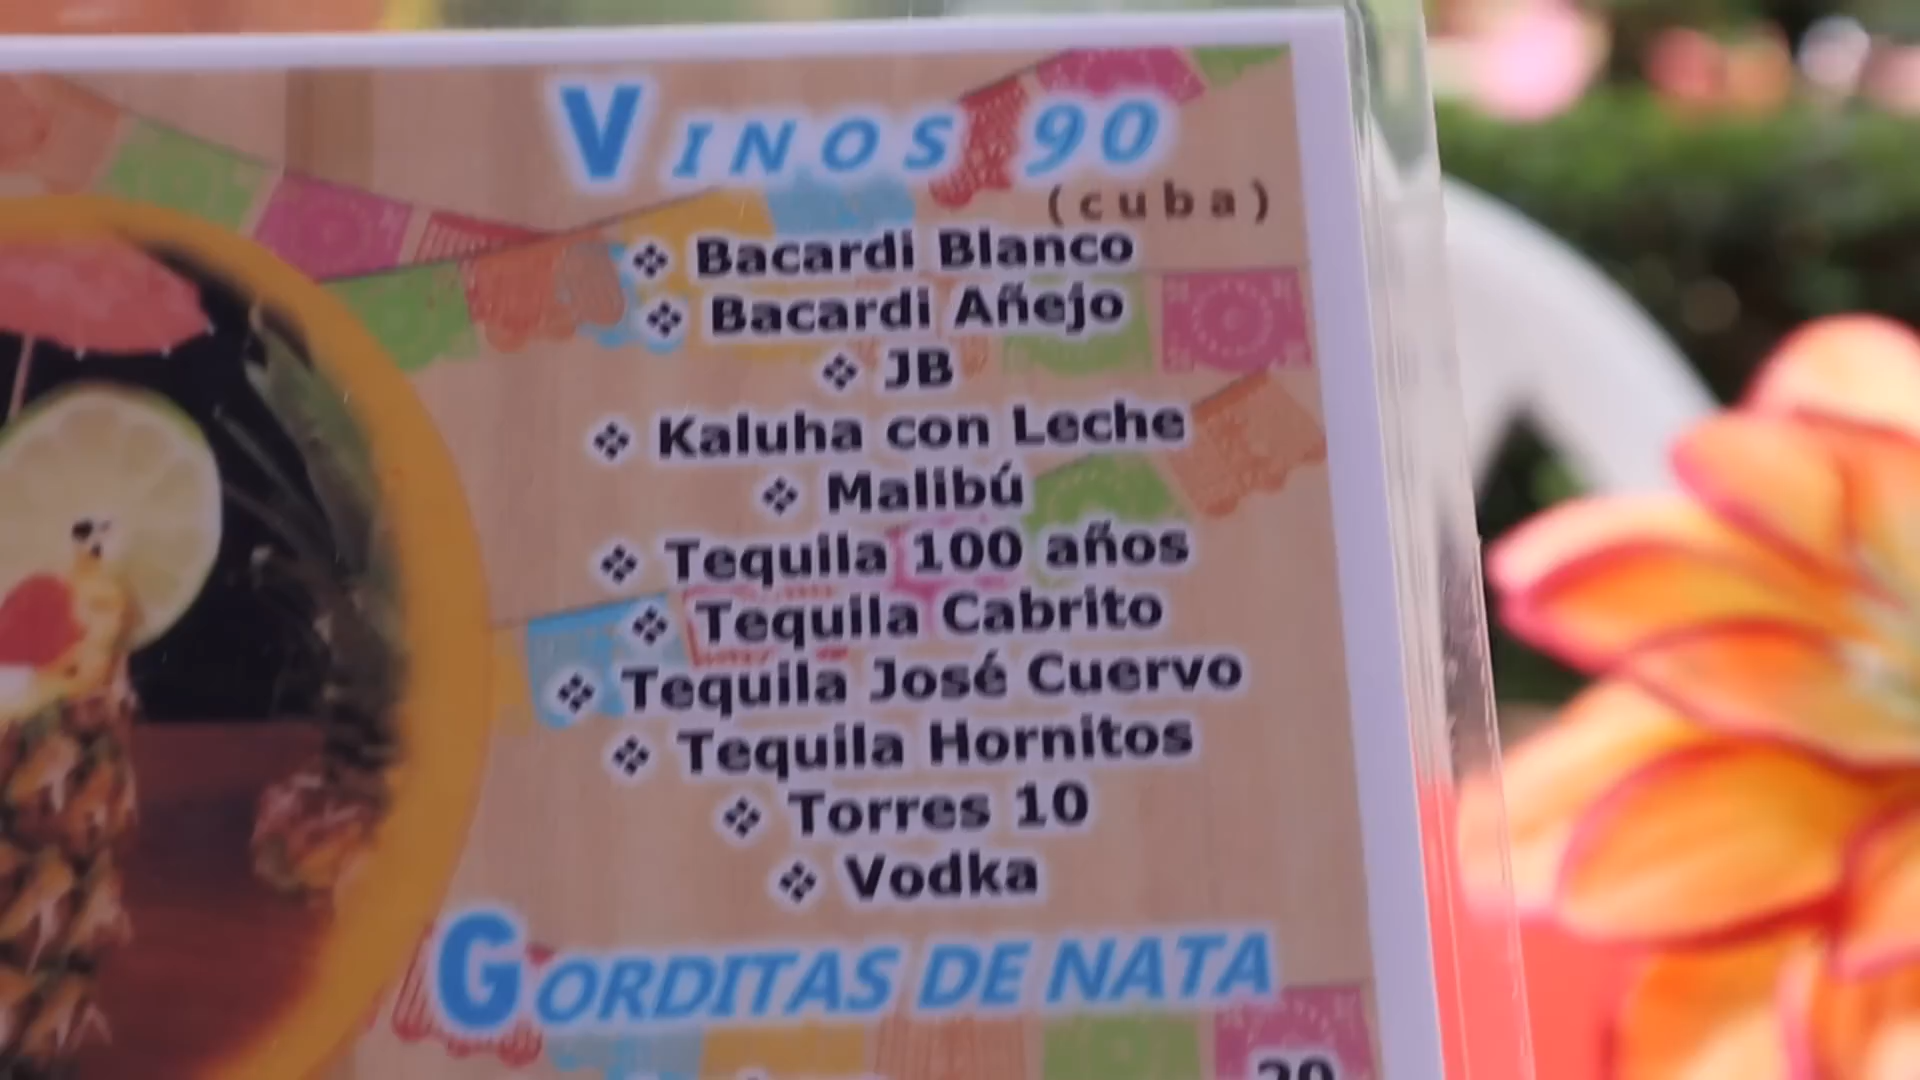 VINOS 90
(cuba)
❖ Bacardi Blanco
❖ Bacardi Añejo
❖ JB
❖ Kaluha con Leche
❖ Malibú
❖ Tequila 100 años
❖ Tequila Cabrito
❖ Tequila José Cuervo
❖ Tequila Hornitos
❖ Torres 10
❖ Vodka
GORDITAS DE NATA